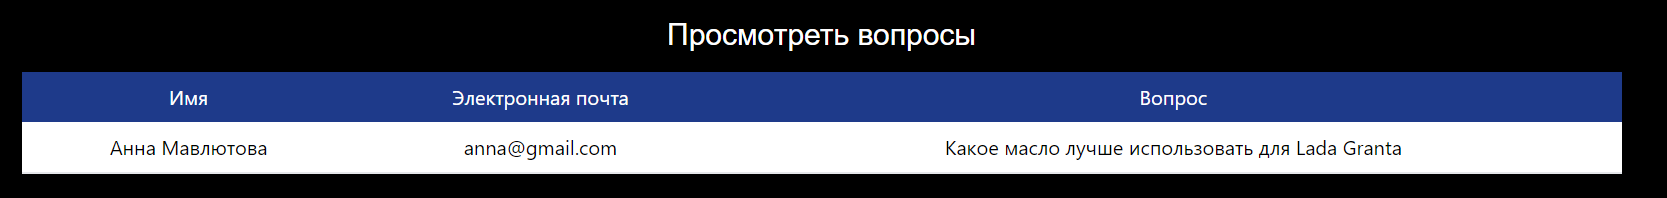 Просмотреть вопросы
Имя Электронная почта Вопрос
Анна Мавлютова anna@gmail.com Какое масло лучше использовать для Lada Granta